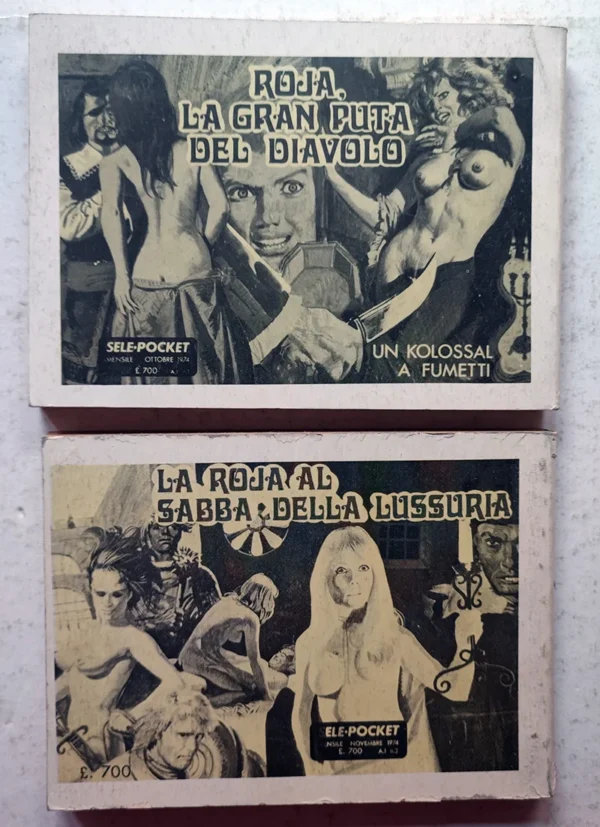 ROJA,
LA GRAN PUTA
DEL DIAVOLO
SELE·POCKET
MENSILE OTTOBRE 1974
£ 700 A.I
UN KOLOSSAL
A FUMETTI
LA ROJA AL
SABBA DELLA LUSSURIA
SELE·POCKET
NOVEMBRE 1974
£. 700 A.I n.3
£. 700